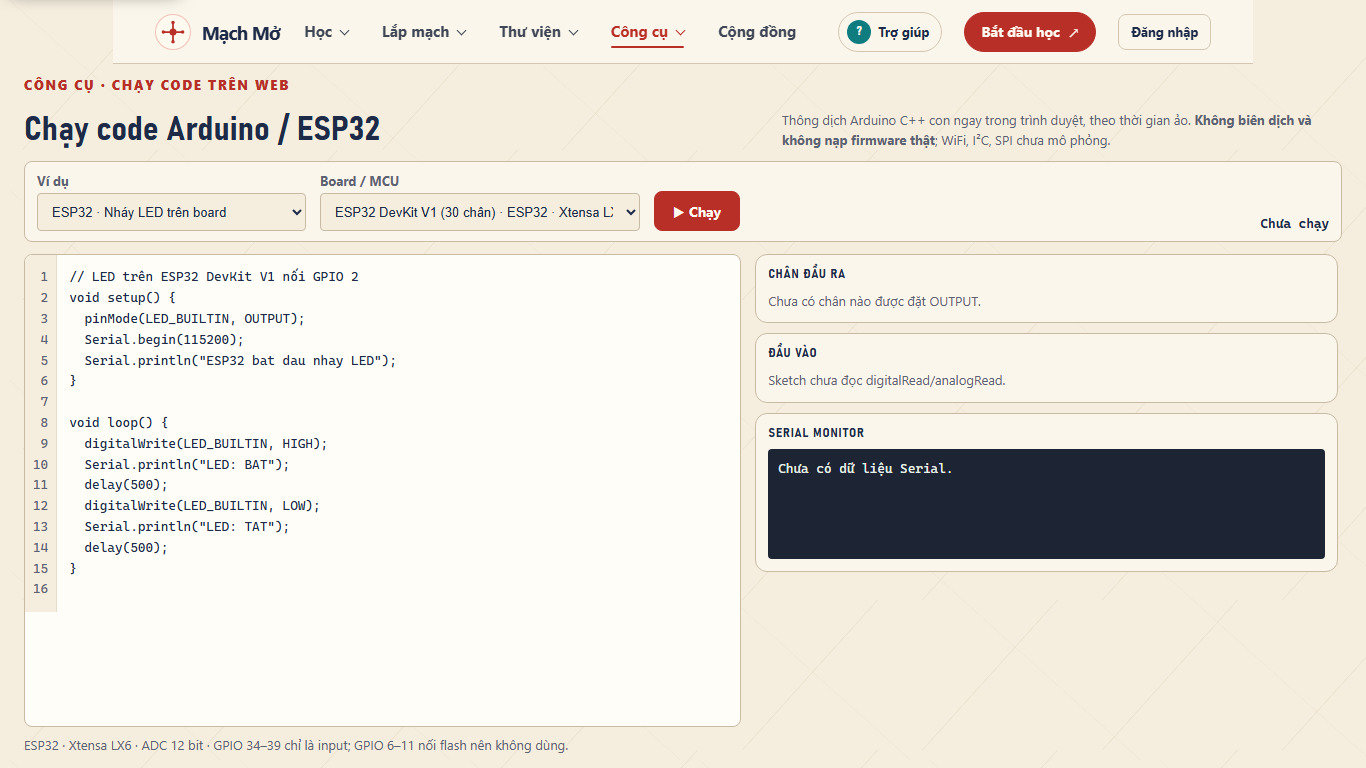 Mạch Mở
Học
Lắp mạch
Thư viện
Công cụ
Cộng đồng
? Trợ giúp
Bắt đầu học ↗
Đăng nhập
CÔNG CỤ · CHẠY CODE TRÊN WEB
Chạy code Arduino / ESP32
Thông dịch Arduino C++ con ngay trong trình duyệt, theo thời gian ảo. Không biên dịch và
không nạp firmware thật; WiFi, I²C, SPI chưa mô phỏng.
Ví dụ
ESP32 · Nháy LED trên board
Board / MCU
ESP32 DevKit V1 (30 chân) · ESP32 · Xtensa LX
▶ Chạy
Chưa chạy
1 // LED trên ESP32 DevKit V1 nối GPIO 2
2 void setup() {
3   pinMode(LED_BUILTIN, OUTPUT);
4   Serial.begin(115200);
5   Serial.println("ESP32 bat dau nhay LED");
6 }
7
8 void loop() {
9   digitalWrite(LED_BUILTIN, HIGH);
10   Serial.println("LED: BAT");
11   delay(500);
12   digitalWrite(LED_BUILTIN, LOW);
13   Serial.println("LED: TAT");
14   delay(500);
15 }
16
CHÂN ĐẦU RA
Chưa có chân nào được đặt OUTPUT.
ĐẦU VÀO
Sketch chưa đọc digitalRead/analogRead.
SERIAL MONITOR
Chưa có dữ liệu Serial.
ESP32 · Xtensa LX6 · ADC 12 bit · GPIO 34–39 chỉ là input; GPIO 6–11 nối flash nên không dùng.